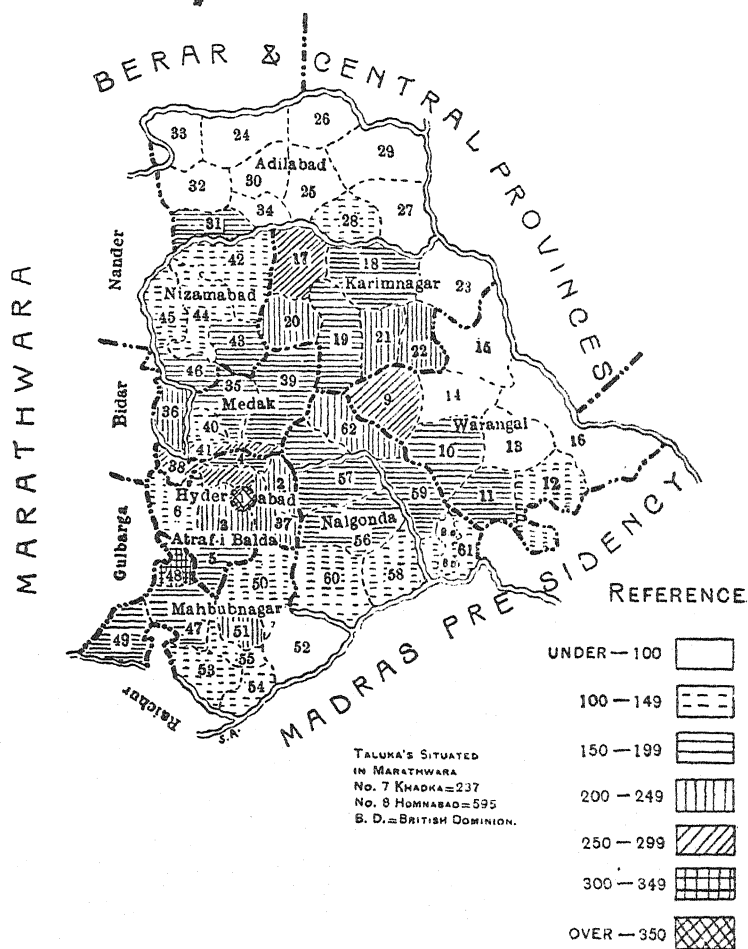 BERAR & CENTRAL PROVINCES
MARATHWARA
Nander
Bidar
Gulbarga
Raichur
MADRAS PRESIDENCY
33
24
26
29
Adilabad
32
30
25
27
34
28
31
42
17
18
Karimnagar
23
Nizamabad
45
44
20
19
21
22
15
43
46
35
39
9
14
36
Medak
40
62
Warangal
13
16
41
10
38
4
57
12
Hyderabad
2
6
59
11
3
37
Nalgonda
Atraf-i Balda
56
61
5
48
50
60
58
Mahbubnagar
49
47
51
52
53
55
54
S.A.
REFERENCE
UNDER — 100
100 — 149
150 — 199
200 — 249
250 — 299
300 — 349
OVER — 350
TALUKA'S SITUATED
IN MARATHWARA
No. 7 KHADKA=237
No. 8 HOMNABAD=595
B. D.=BRITISH DOMINION.